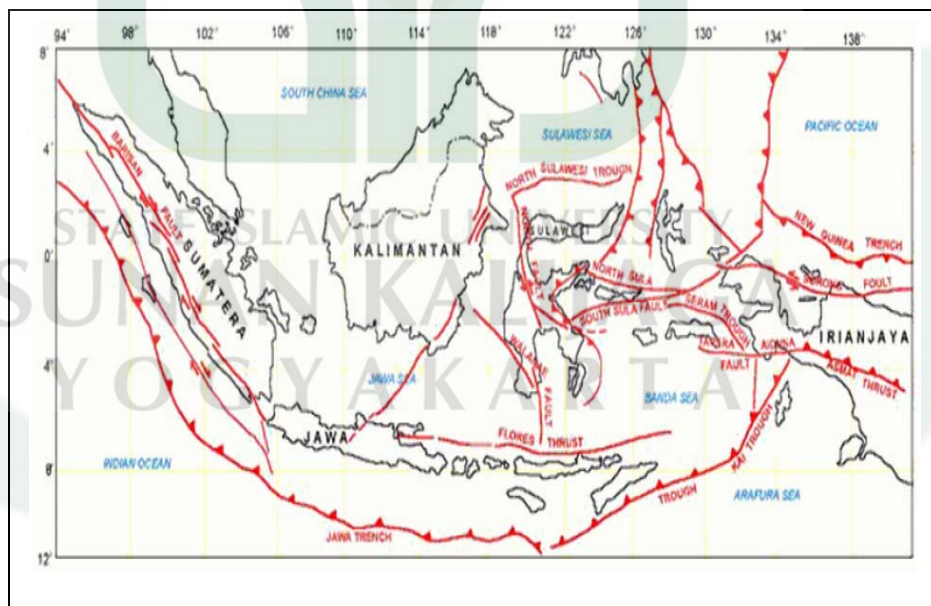 94° 98° 102° 106° 110° 114° 118° 122° 126° 130° 134° 138°
8°
SOUTH CHINA SEA
SULAWESI SEA
PACIFIC OCEAN
4°
BARISAN FAULT
NORTH SULAWESI TROUGH
STATE ISLAMIC UNIVERSITY
SULAWESI
NEW GUINEA TRENCH
KALIMANTAN
SUMATERA
0°
NORTH SULA
SORONG FOULT
SUNAN KALIJAGA
SOUTH SULA FAULT
SERAM TROUGH
IRIANJAYA
AIDUNA
FAULT
WALANE FAULT
ASMAT THRUST
4°
YOGYAKARTA
JAWA SEA
BANDA SEA
JAWA
FLORES THRUST
KAI TROUGH
INDIAN OCEAN
8°
TROUGH
ARAFURA SEA
JAWA TRENCH
12°